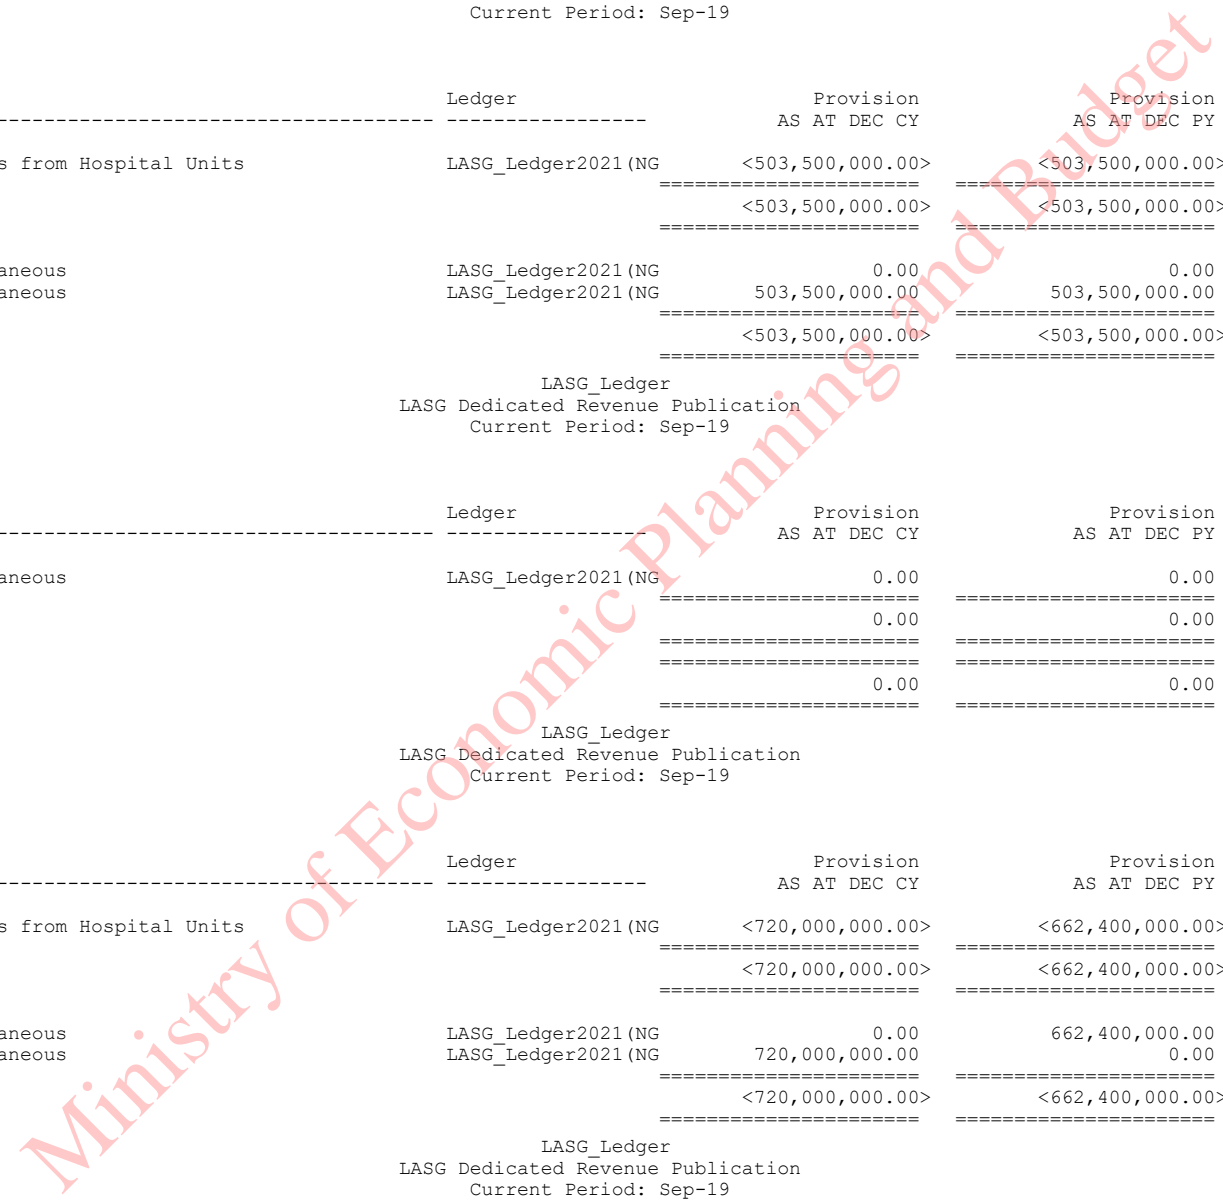 Current Period: Sep-19
Ledger Provision Provision
------------------------------------- ----------------- AS AT DEC CY AS AT DEC PY
s from Hospital Units LASG_Ledger2021(NG <503,500,000.00> <503,500,000.00>
====================== ======================
<503,500,000.00> <503,500,000.00>
====================== ======================
aneous LASG_Ledger2021(NG 0.00 0.00
aneous LASG_Ledger2021(NG 503,500,000.00 503,500,000.00
====================== ======================
<503,500,000.00> <503,500,000.00>
====================== ======================
LASG_Ledger
LASG Dedicated Revenue Publication
Current Period: Sep-19
Ledger Provision Provision
------------------------------------- ----------------- AS AT DEC CY AS AT DEC PY
aneous LASG_Ledger2021(NG 0.00 0.00
====================== ======================
0.00 0.00
====================== ======================
====================== ======================
0.00 0.00
====================== ======================
LASG_Ledger
LASG Dedicated Revenue Publication
Current Period: Sep-19
Ledger Provision Provision
------------------------------------- ----------------- AS AT DEC CY AS AT DEC PY
s from Hospital Units LASG_Ledger2021(NG <720,000,000.00> <662,400,000.00>
====================== ======================
<720,000,000.00> <662,400,000.00>
====================== ======================
aneous LASG_Ledger2021(NG 0.00 662,400,000.00
aneous LASG_Ledger2021(NG 720,000,000.00 0.00
====================== ======================
<720,000,000.00> <662,400,000.00>
====================== ======================
LASG_Ledger
LASG Dedicated Revenue Publication
Current Period: Sep-19
Ministry of Economic Planning and Budget